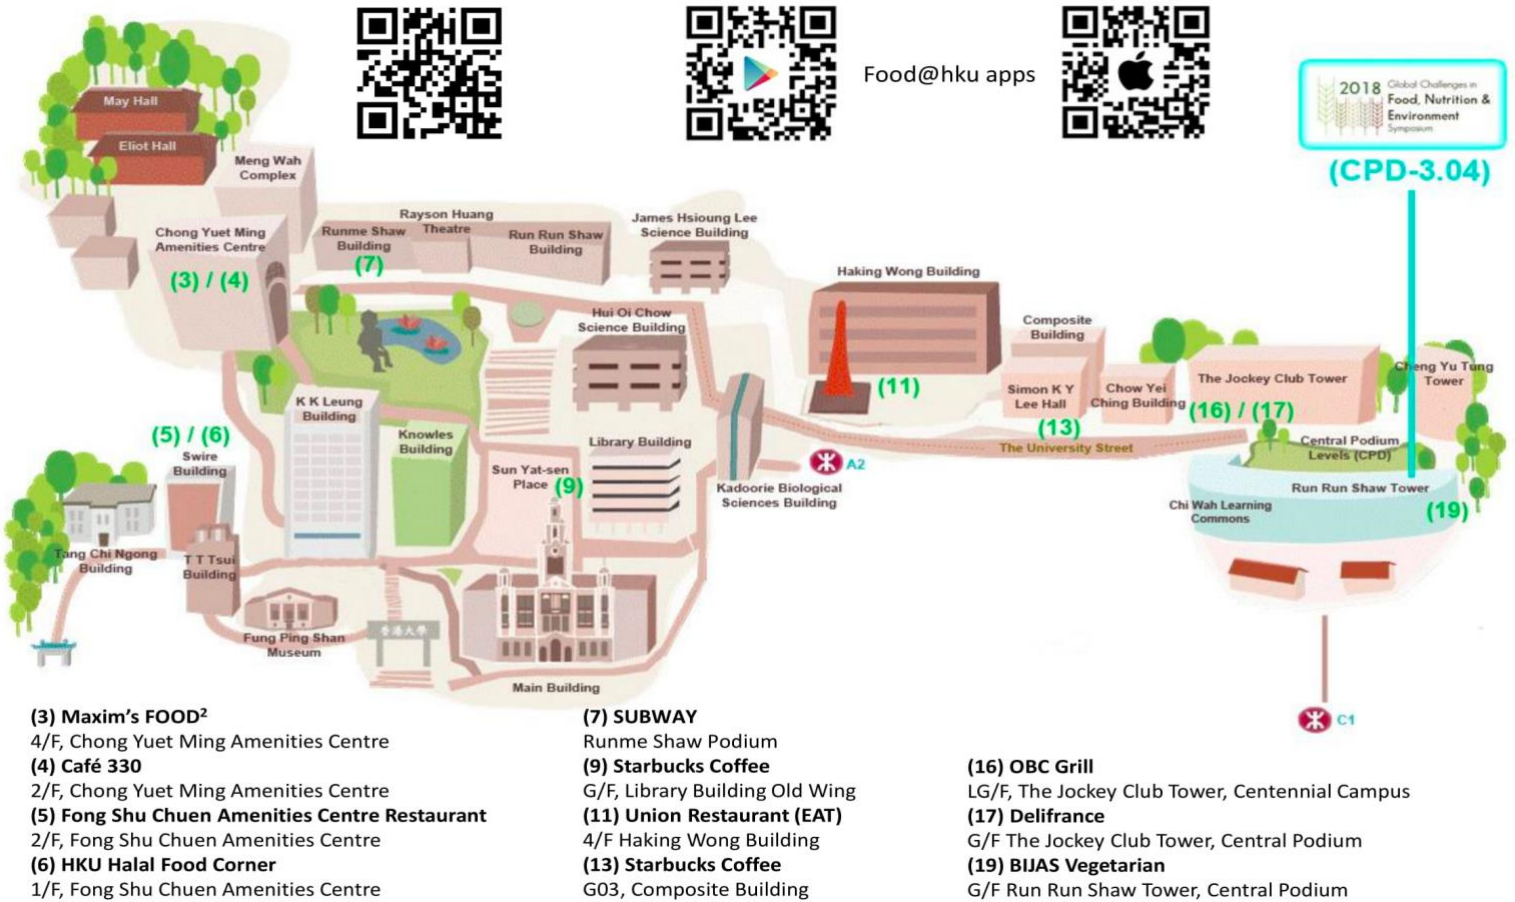 Food@hku apps
2018 Global Challenges in
Food, Nutrition &
Environment
Symposium
(CPD-3.04)
May Hall
Eliot Hall
Meng Wah
Complex
Chong Yuet Ming
Amenities Centre
(3) / (4)
Rayson Huang
Theatre
Runme Shaw
Building
(7)
Run Run Shaw
Building
James Hsioung Lee
Science Building
Hui Oi Chow
Science Building
Haking Wong Building
(11)
Composite
Building
Simon K Y
Lee Hall
(13)
Chow Yei
Ching Building
The Jockey Club Tower
(16) / (17)
Cheng Yu Tung
Tower
K K Leung
Building
Knowles
Building
(5) / (6)
Swire
Building
Library Building
Sun Yat-sen
Place
(9)
The University Street
A2
Kadoorie Biological
Sciences Building
Central Podium
Levels (CPD)
Run Run Shaw Tower
Chi Wah Learning
Commons
(19)
Tang Chi Ngong
Building
T T Tsui
Building
Fung Ping Shan
Museum
香港大學
Main Building
C1
(3) Maxim's FOOD²
4/F, Chong Yuet Ming Amenities Centre
(4) Café 330
2/F, Chong Yuet Ming Amenities Centre
(5) Fong Shu Chuen Amenities Centre Restaurant
2/F, Fong Shu Chuen Amenities Centre
(6) HKU Halal Food Corner
1/F, Fong Shu Chuen Amenities Centre
(7) SUBWAY
Runme Shaw Podium
(9) Starbucks Coffee
G/F, Library Building Old Wing
(11) Union Restaurant (EAT)
4/F Haking Wong Building
(13) Starbucks Coffee
G03, Composite Building
(16) OBC Grill
LG/F, The Jockey Club Tower, Centennial Campus
(17) Delifrance
G/F The Jockey Club Tower, Central Podium
(19) BIJAS Vegetarian
G/F Run Run Shaw Tower, Central Podium